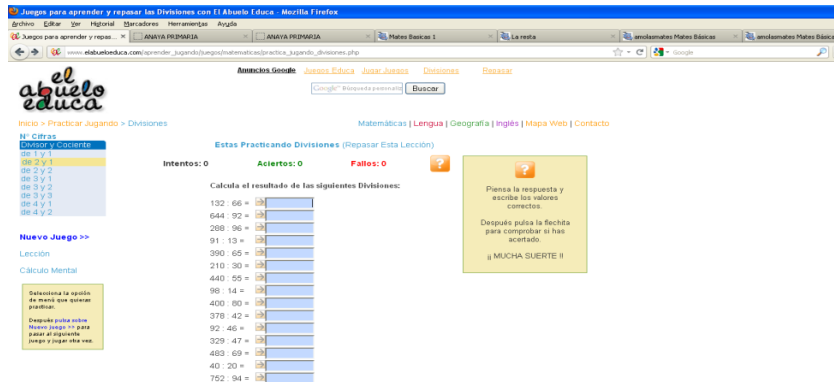 Juegos para aprender y repasar las Divisiones con El Abuelo Educa - Mozilla Firefox
Archivo Editar Ver Historial Marcadores Herramientas Ayuda
Juegos para aprender y repas... ANAYA PRIMARIA ANAYA PRIMARIA Mates Basicas 1 La resta amolasmates Mates Básicas amolasmates Mates Básica
www.elabueloeduca.com/aprender_jugando/juegos/matematicas/practica_jugando_divisiones.php Google
el abuelo educa
Anuncios Google Juegos Educa Jugar Juegos Divisiones Repasar
Google Búsqueda personaliz Buscar
Inicio > Practicar Jugando > Divisiones
Matemáticas | Lengua | Geografía | Inglés | Mapa Web | Contacto
Nº Cifras
Divisor y Cociente
de 1 y 1
de 2 y 1
de 2 y 2
de 3 y 1
de 3 y 2
de 3 y 3
de 4 y 1
de 4 y 2
Nuevo Juego >>
Lección
Cálculo Mental
Selecciona la opción
de menú que quieras
practicar.
Después pulsa sobre
Nuevo juego >> para
pasar al siguiente
juego y jugar otra vez.
Estas Practicando Divisiones (Repasar Esta Lección)
Intentos: 0 Aciertos: 0 Fallos: 0 ?
Calcula el resultado de las siguientes Divisiones:
132 : 66 =
644 : 92 =
288 : 96 =
91 : 13 =
390 : 65 =
210 : 30 =
440 : 55 =
98 : 14 =
400 : 80 =
378 : 42 =
92 : 46 =
329 : 47 =
483 : 69 =
40 : 20 =
752 : 94 =
?
Piensa la respuesta y
escribe los valores
correctos.
Después pulsa la flechita
para comprobar si has
acertado.
¡¡ MUCHA SUERTE !!